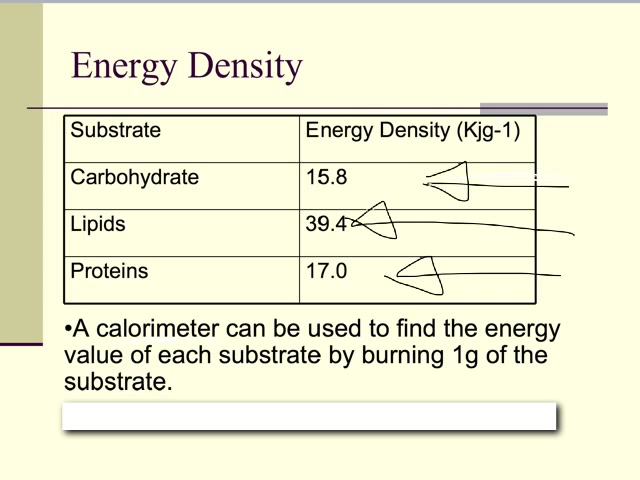 Energy Density
Substrate Energy Density (Kjg-1)
Carbohydrate 15.8
Lipids 39.4
Proteins 17.0
•A calorimeter can be used to find the energy
value of each substrate by burning 1g of the
substrate.